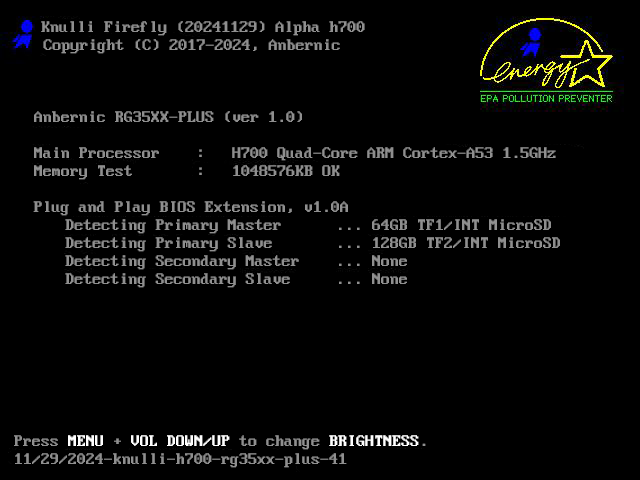 Knulli Firefly (20241129) Alpha h700
Copyright (C) 2017-2024, Anbernic
energy
EPA POLLUTION PREVENTER
Anbernic RG35XX-PLUS (ver 1.0)
Main Processor : H700 Quad-Core ARM Cortex-A53 1.5GHz
Memory Test : 1048576KB OK
Plug and Play BIOS Extension, v1.0A
Detecting Primary Master ... 64GB TF1/INT MicroSD
Detecting Primary Slave ... 128GB TF2/INT MicroSD
Detecting Secondary Master ... None
Detecting Secondary Slave ... None
Press MENU + VOL DOWN/UP to change BRIGHTNESS.
11/29/2024-knulli-h700-rg35xx-plus-41